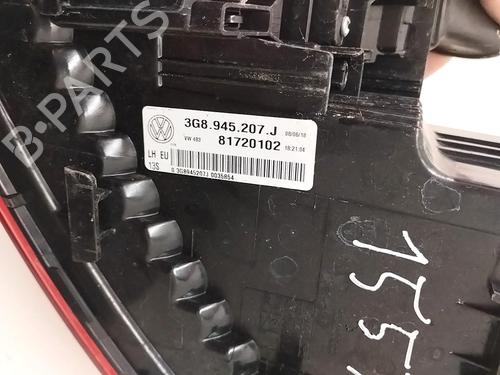 B-PARTS
3G8.945.207.J 08/06/18
VW 483 81720102 18:21:04
LH EU
13S 0 3G8945207J 0035854